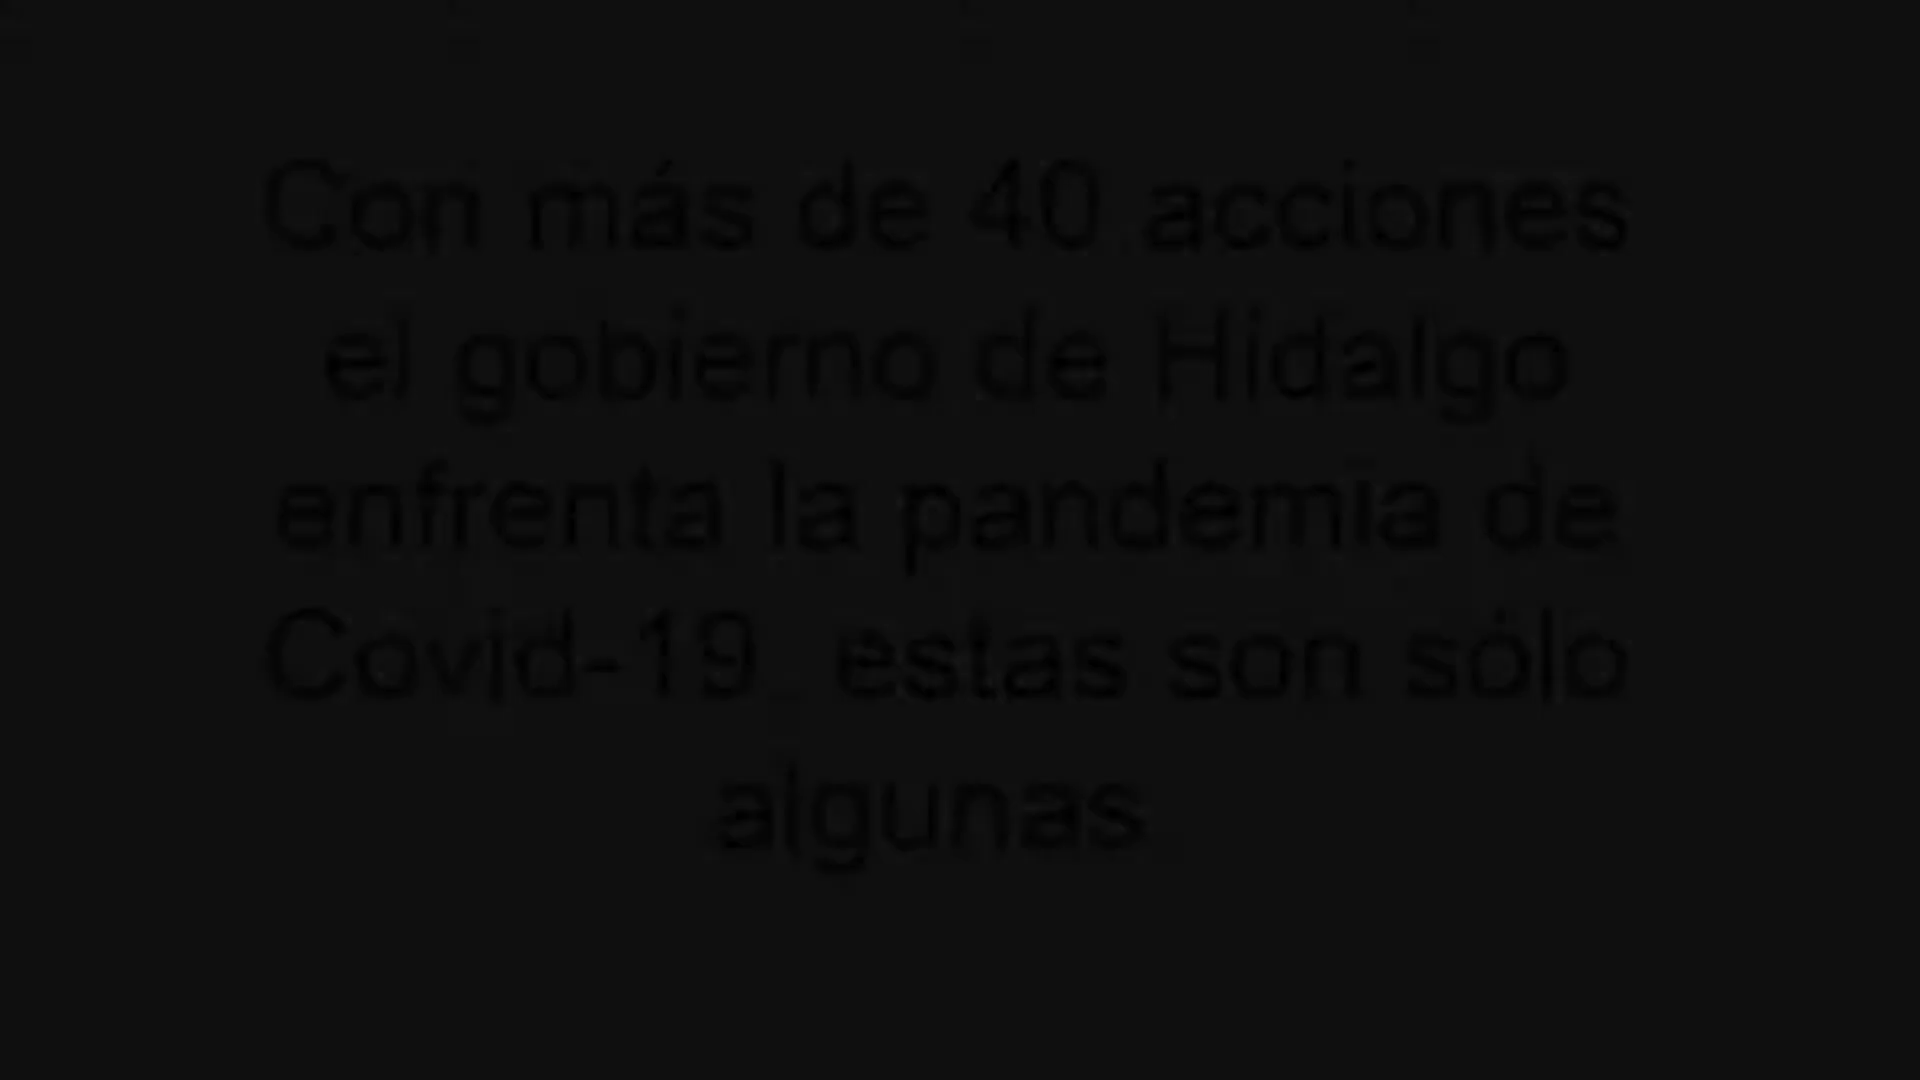 Con más de 40 acciones
el gobierno de Hidalgo
enfrenta la pandemia de
Covid-19, estas son sólo
algunas